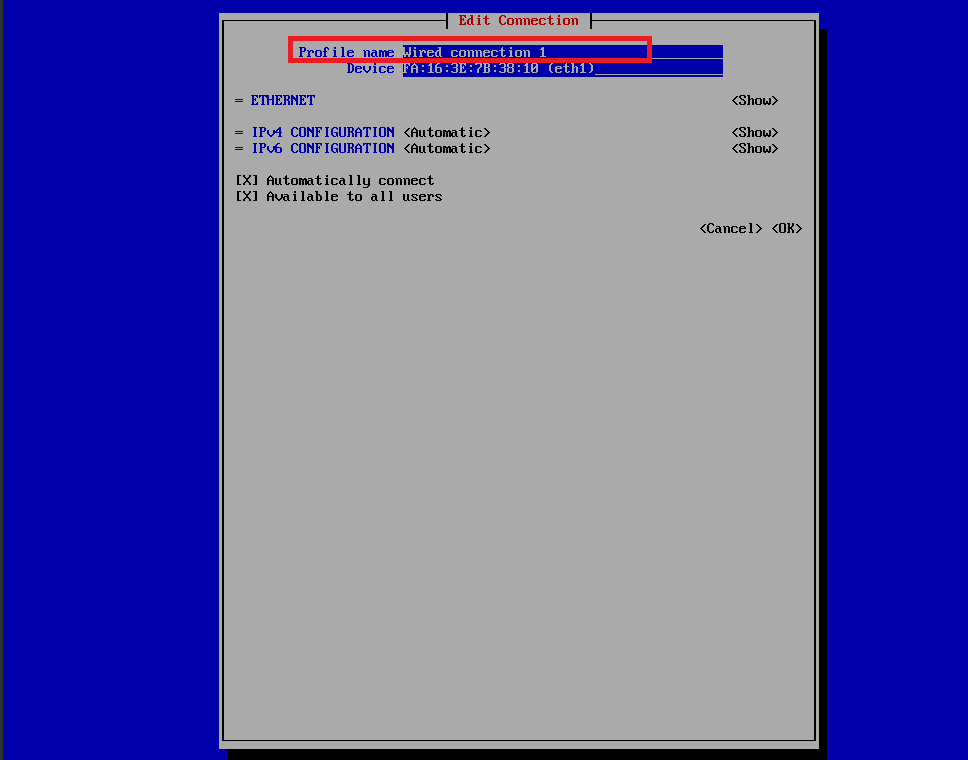 Edit Connection
Profile name Wired connection 1
Device FA:16:3E:7B:38:10 (eth1)
= ETHERNET <Show>
= IPv4 CONFIGURATION <Automatic> <Show>
= IPv6 CONFIGURATION <Automatic> <Show>
[X] Automatically connect
[X] Available to all users
<Cancel> <OK>